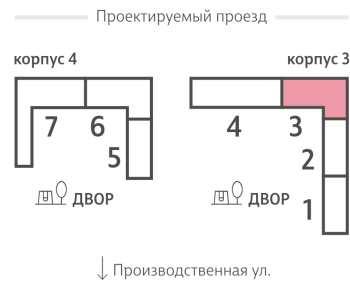 Проектируемый проезд
корпус 4
корпус 3
7 6
5
4 3
2
1
ДВОР
ДВОР
↓ Производственная ул.